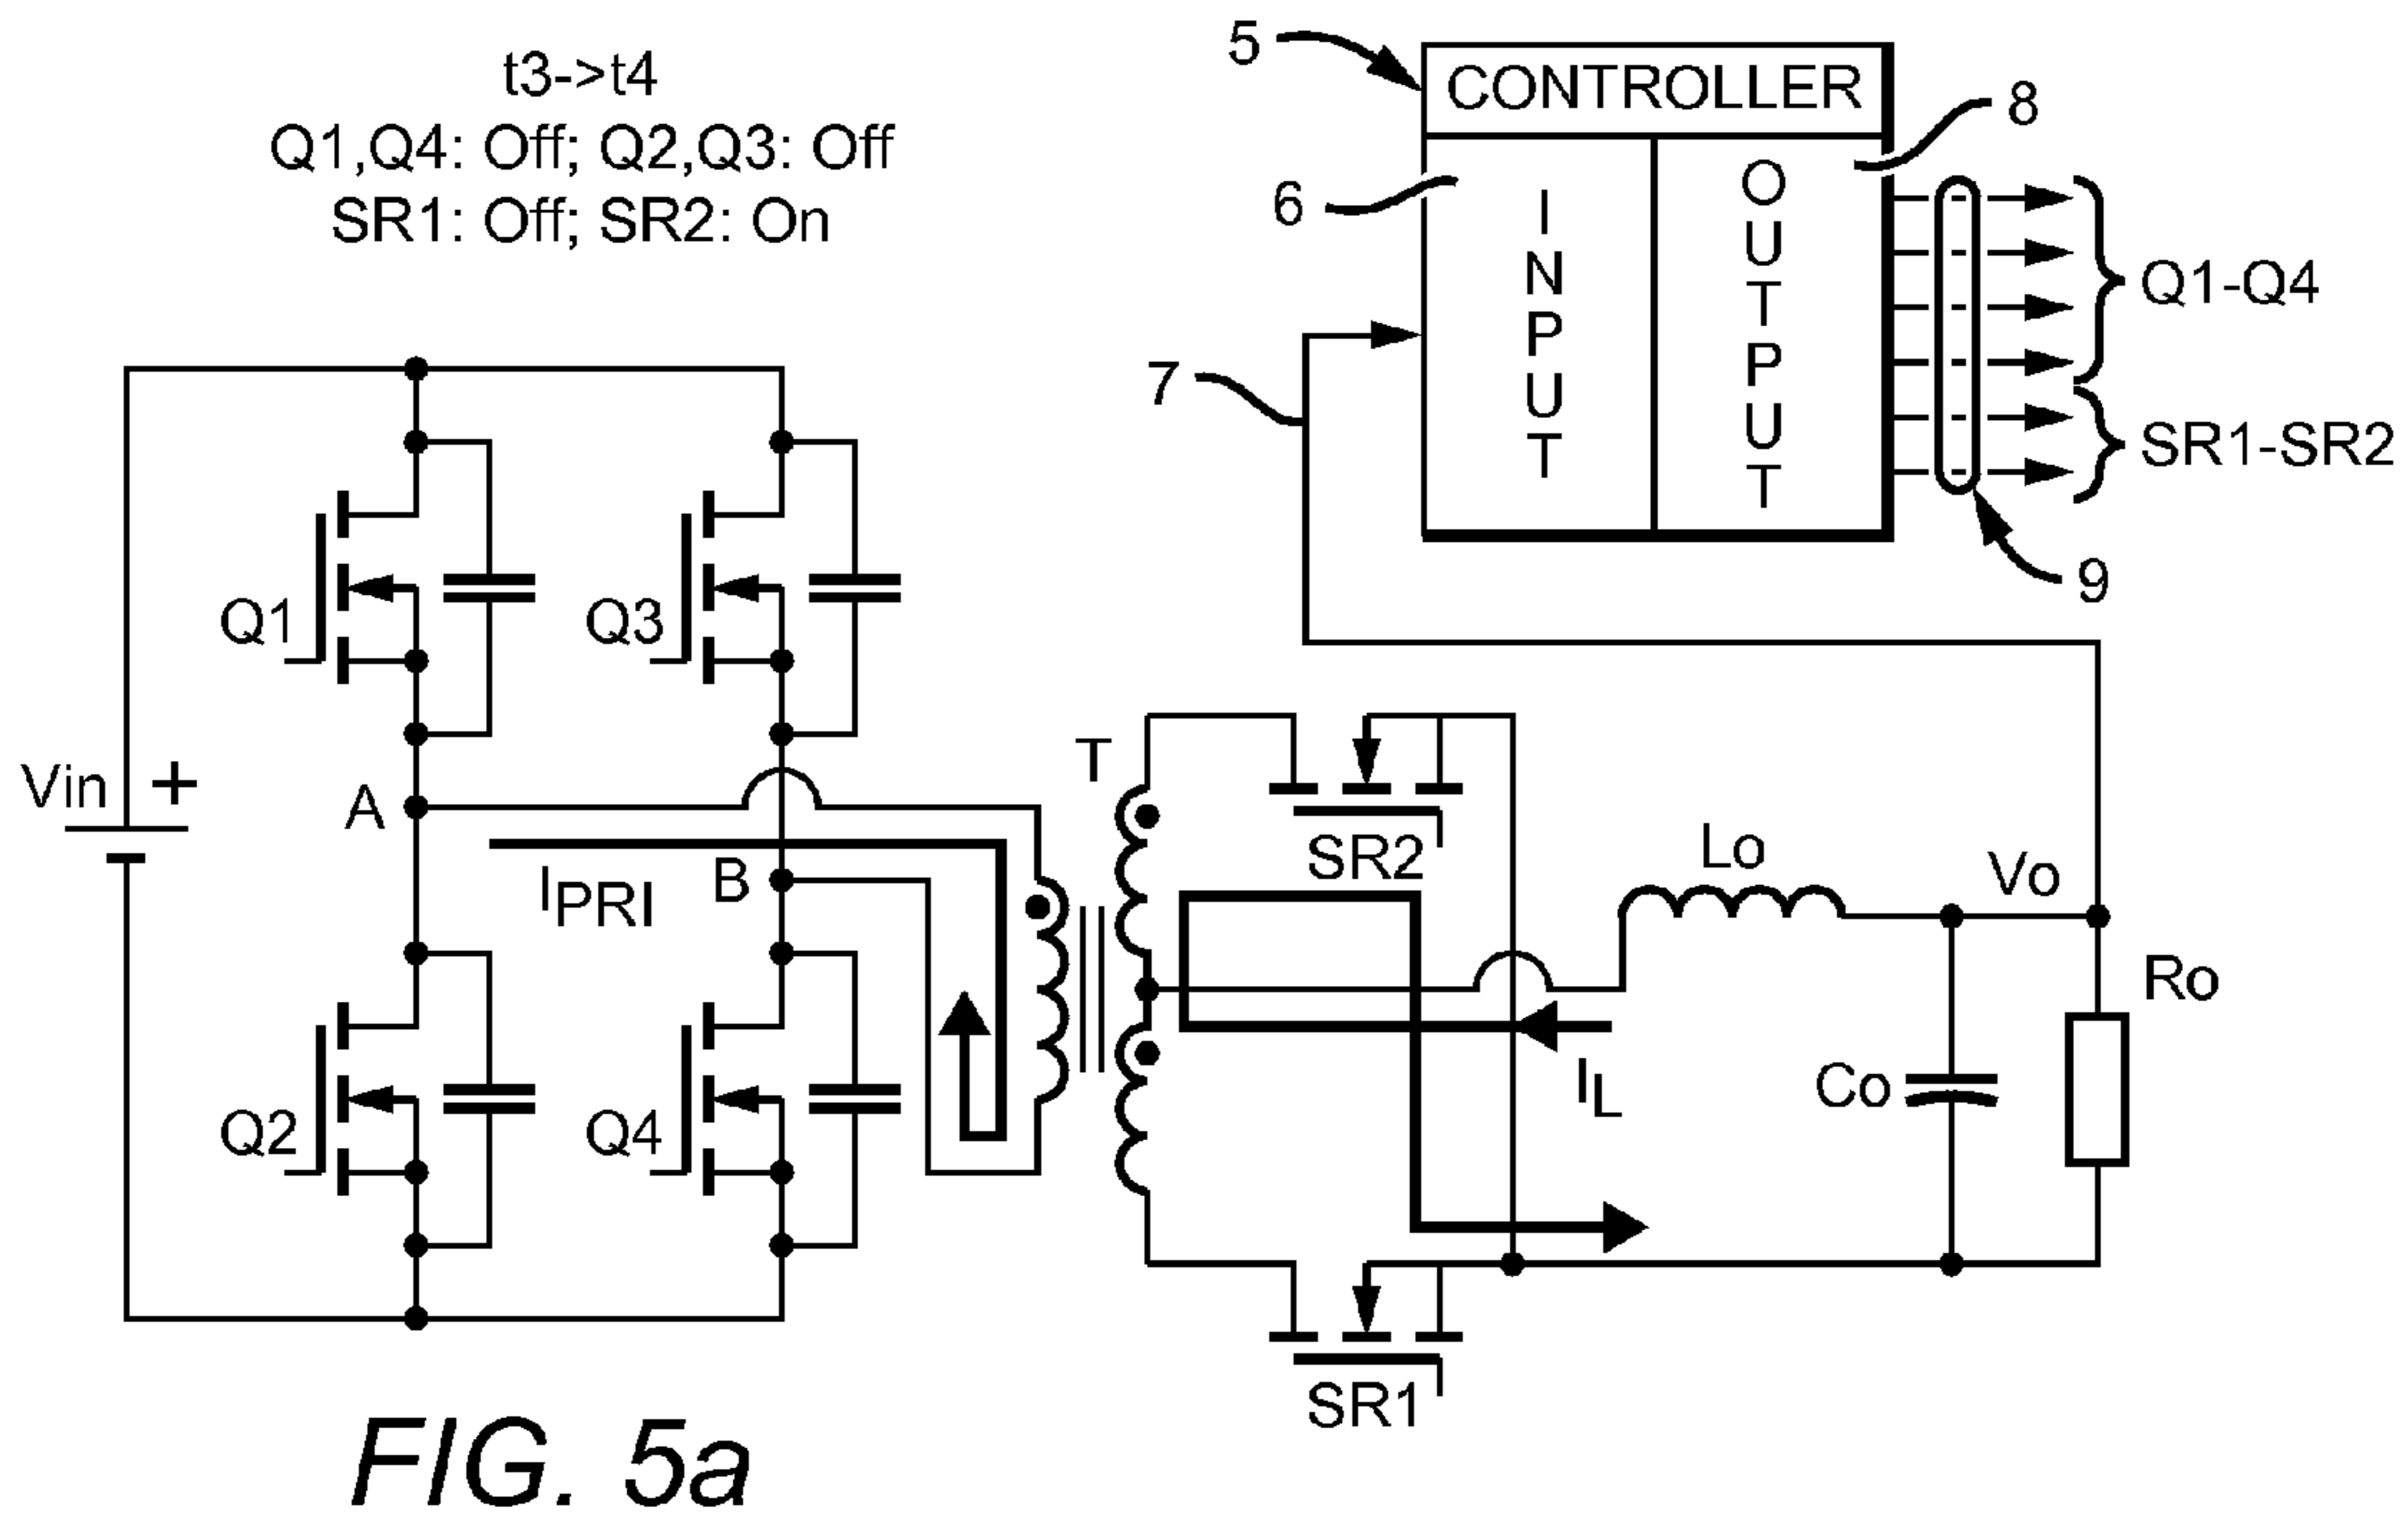 t3->t4
Q1,Q4: Off; Q2,Q3: Off
SR1: Off; SR2: On
5
CONTROLLER
8
6
INPUT
OUTPUT
Q1-Q4
7
SR1-SR2
9
Q1
Q3
Vin +
A
T
B
IPRI
SR2
Lo
Vo
Ro
Q2
Q4
IL
Co
SR1
FIG. 5a